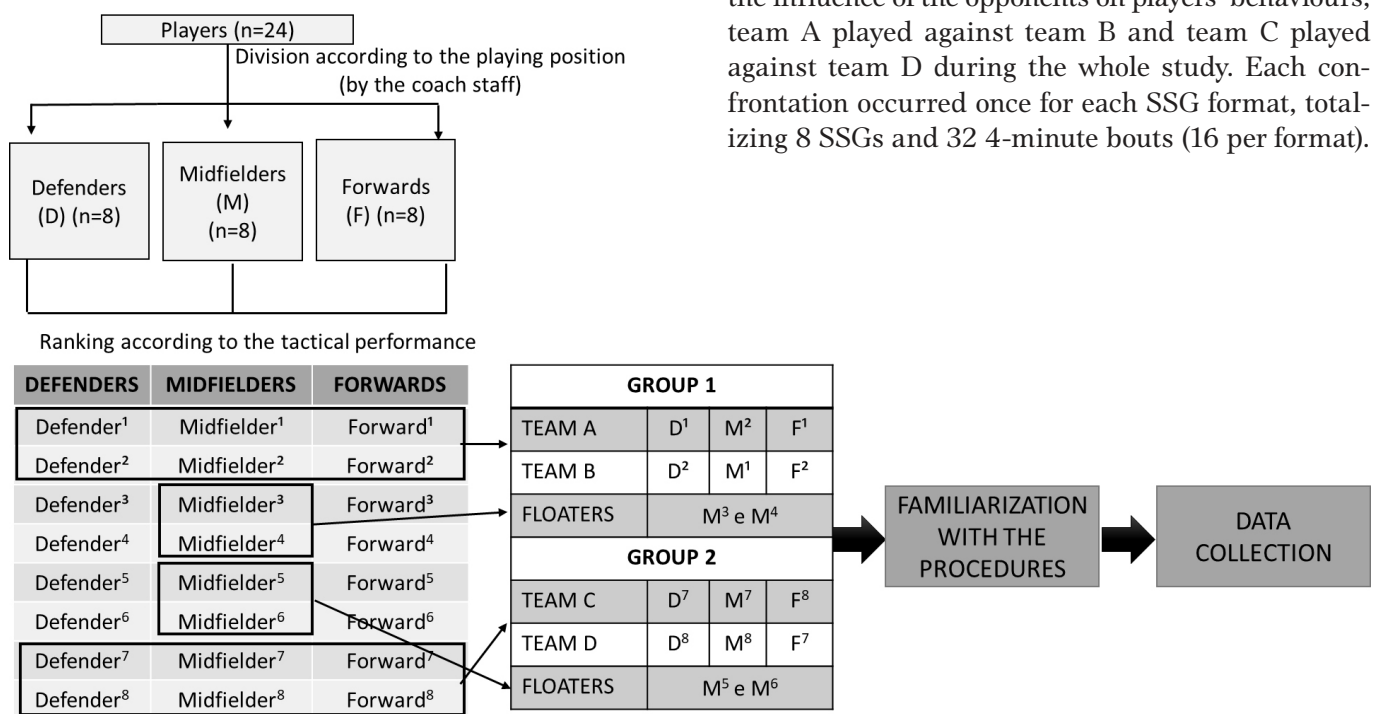 Players (n=24)
Division according to the playing position
(by the coach staff)
Defenders
(D) (n=8)
Midfielders
(M)
(n=8)
Forwards
(F) (n=8)
Ranking according to the tactical performance
DEFENDERS MIDFIELDERS FORWARDS
Defender¹ Midfielder¹ Forward¹
Defender² Midfielder² Forward²
Defender³ Midfielder³ Forward³
Defender⁴ Midfielder⁴ Forward⁴
Defender⁵ Midfielder⁵ Forward⁵
Defender⁶ Midfielder⁶ Forward⁶
Defender⁷ Midfielder⁷ Forward⁷
Defender⁸ Midfielder⁸ Forward⁸
GROUP 1
TEAM A D¹ M² F¹
TEAM B D² M¹ F²
FLOATERS M³ e M⁴
GROUP 2
TEAM C D⁷ M⁷ F⁸
TEAM D D⁸ M⁸ F⁷
FLOATERS M⁵ e M⁶
FAMILIARIZATION
WITH THE
PROCEDURES
DATA
COLLECTION
the influence of the opponents on players' behaviours,
team A played against team B and team C played
against team D during the whole study. Each con-
frontation occurred once for each SSG format, total-
izing 8 SSGs and 32 4-minute bouts (16 per format).